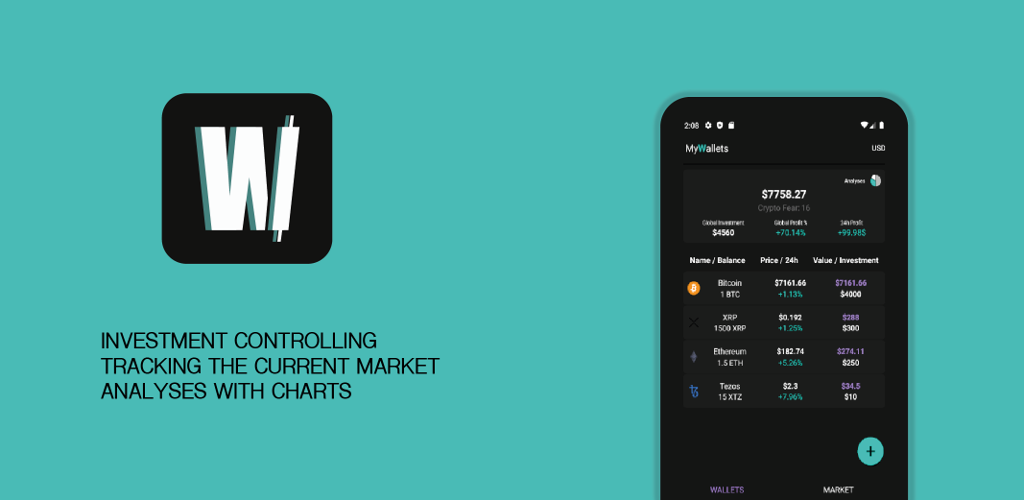 W
INVESTMENT CONTROLLING
TRACKING THE CURRENT MARKET
ANALYSES WITH CHARTS
2:08
MyWallets USD
Analyses
$7758.27
Crypto Fear: 16
Global Investment Global Profit % 24h Profit
$4560 +70.14% +99.98$
Name / Balance Price / 24h Value / Investment
Bitcoin $7161.66 $7161.66
1 BTC +1.13% $4000
XRP $0.192 $288
1500 XRP +1.25% $300
Ethereum $182.74 $274.11
1.5 ETH +5.26% $250
Tezos $2.3 $34.5
15 XTZ +7.96% $10
+
WALLETS MARKET